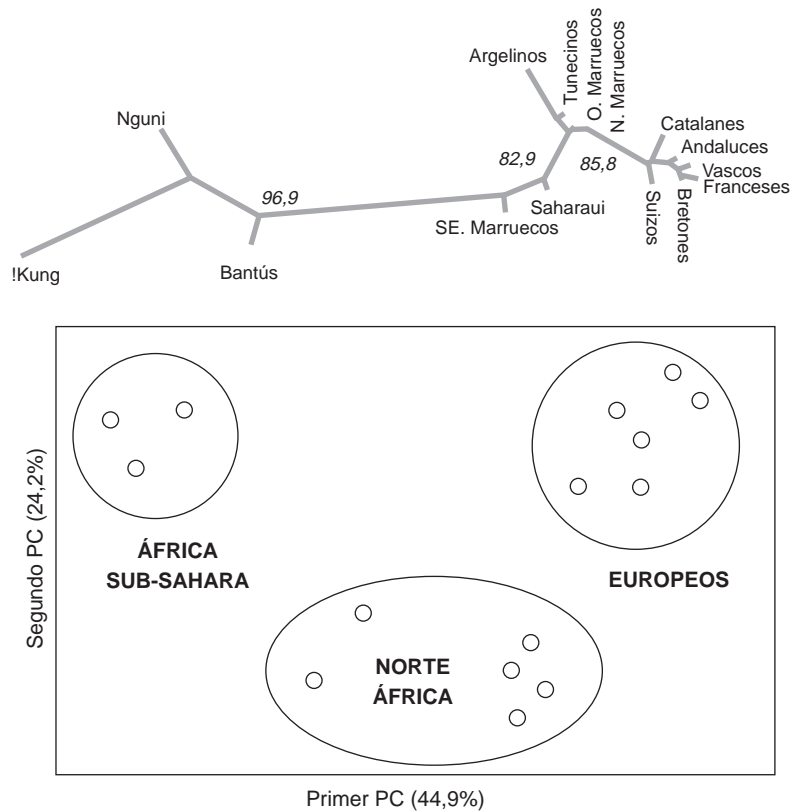 Argelinos
Tunecinos
O. Marruecos
N. Marruecos
Nguni
Catalanes
Andaluces
82,9
85,8
Vascos
Franceses
96,9
Saharaui
SE. Marruecos
Suizos
Bretones
!Kung
Bantús
ÁFRICA
SUB-SAHARA
EUROPEOS
NORTE
ÁFRICA
Segundo PC (24,2%)
Primer PC (44,9%)